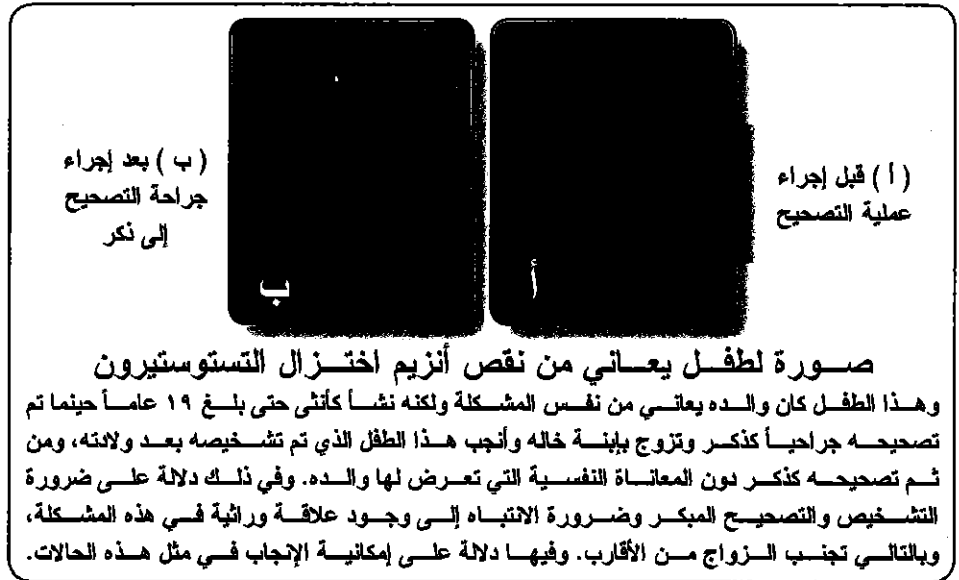 ( أ ) قبل إجراء
عملية التصحيح
( ب ) بعد إجراء
جراحة التصحيح
إلى ذكر
أ
ب
صورة لطفل يعاني من نقص أنزيم اختزال التستوستيرون
وهذا الطفل كان والده يعاني من نفس المشكلة ولكنه نشأ كأنثى حتى بلغ ١٩ عاماً حينما تم
تصحيحه جراحياً كذكر وتزوج بإبنة خاله وأنجب هذا الطفل الذي تم تشخيصه بعد ولادته، ومن
ثم تصحيحه كذكر دون المعاناة النفسية التي تعرض لها والده. وفي ذلك دلالة على ضرورة
التشخيص والتصحيح المبكر وضرورة الانتباه إلى وجود علاقة وراثية في هذه المشكلة،
وبالتالي تجنب الزواج من الأقارب. وفيها دلالة على إمكانية الإنجاب في مثل هذه الحالات.